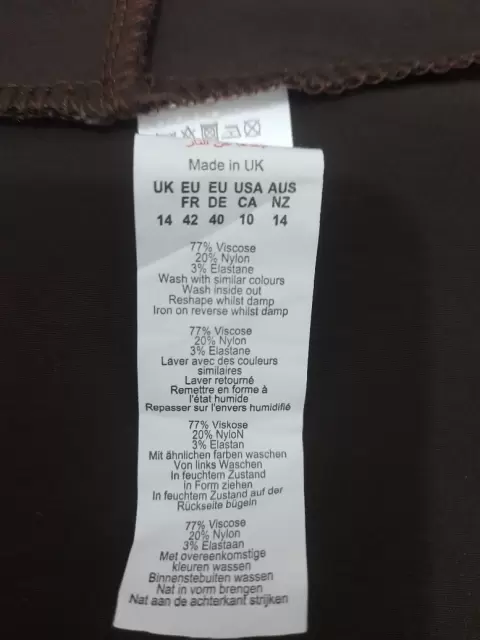 Made in UK
UK EU EU USA AUS
FR DE CA NZ
14 42 40 10 14
77% Viscose
20% Nylon
3% Elastane
Wash with similar colours
Wash inside out
Reshape whilst damp
Iron on reverse whilst damp
77% Viscose
20% Nylon
3% Elastane
Laver avec des couleurs
similaires
Laver retourné
Remettre en forme à
l'état humide
Repasser sur l'envers humidifié
77% Viskose
20% NyloN
3% Elastan
Mit ähnlichen farben waschen
Von links Waschen
In feuchtem Zustand
in Form ziehen
In feuchtem Zustand auf der
Rückseite bügeln
77% Viscose
20% Nylon
3% Elastaan
Met overeenkomstige
kleuren wassen
Binnenstebuiten wassen
Nat in vorm brengen
Nat aan de achterkant strijken